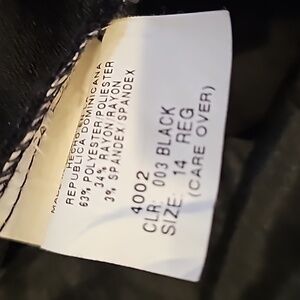 REPUBLICA DOMINICANA
63% POLYESTER/POLIESTER
34% RAYON/RAYON
3% SPANDEX/SPANDEX
4002
CLR: 003 BLACK
SIZE: 14 REG
(CARE OVER)